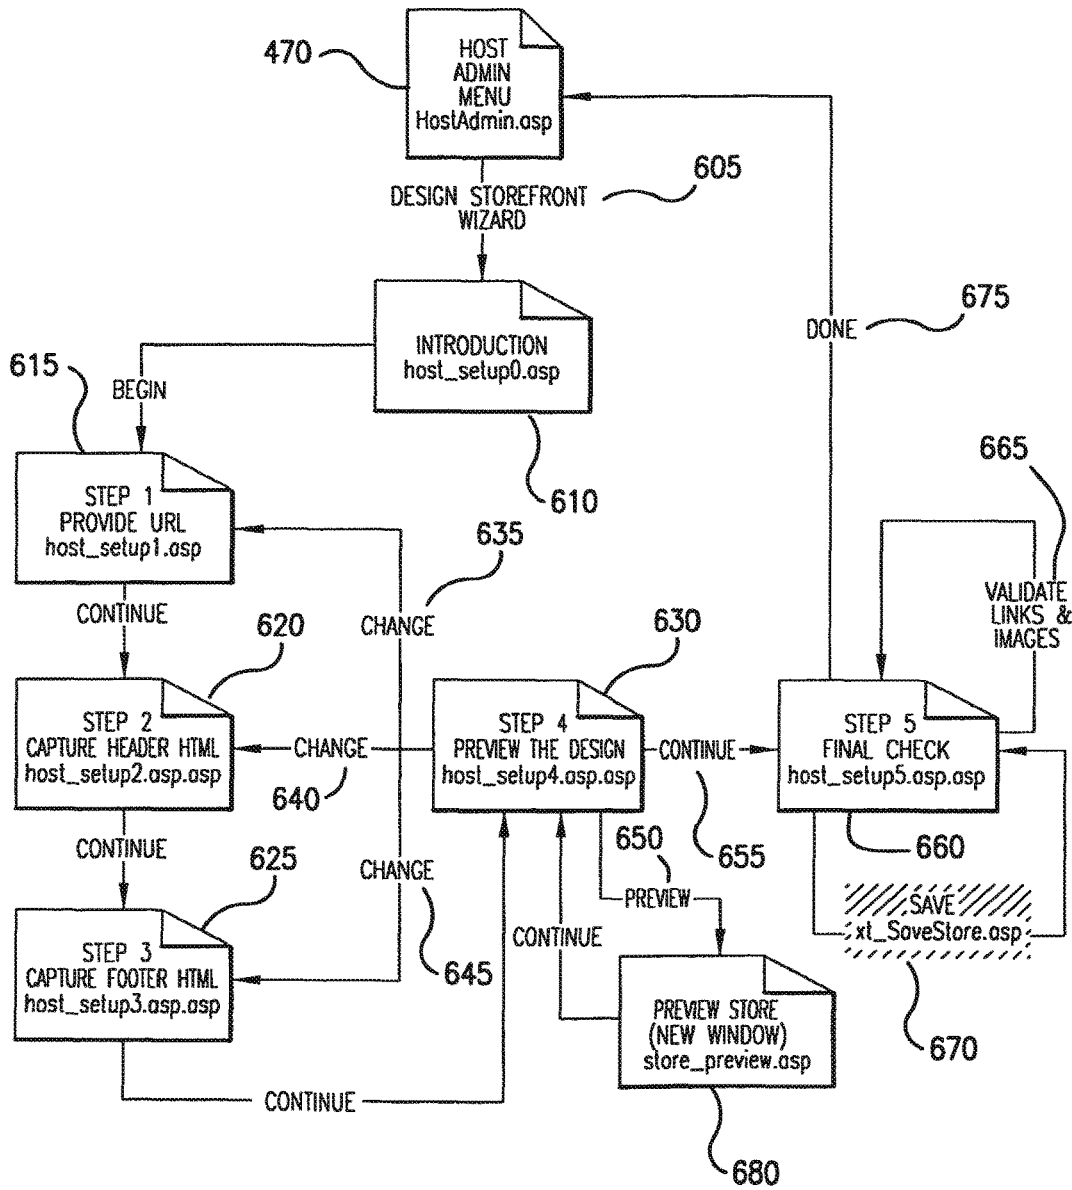 470
HOST
ADMIN
MENU
HostAdmin.asp
605
DESIGN STOREFRONT
WIZARD
675
DONE
INTRODUCTION
host_setup0.asp
615
BEGIN
610
665
STEP 1
PROVIDE URL
host_setup1.asp
635
VALIDATE
LINKS &
IMAGES
CONTINUE
620
CHANGE
630
STEP 2
CAPTURE HEADER HTML
host_setup2.asp.asp
CHANGE
640
STEP 4
PREVIEW THE DESIGN
host_setup4.asp.asp
CONTINUE
655
STEP 5
FINAL CHECK
host_setup5.asp.asp
660
CONTINUE
625
CHANGE
645
650
PREVIEW
CONTINUE
SAVE
xt_SaveStore.asp
670
STEP 3
CAPTURE FOOTER HTML
host_setup3.asp.asp
PREVIEW STORE
(NEW WINDOW)
store_preview.asp
680
CONTINUE